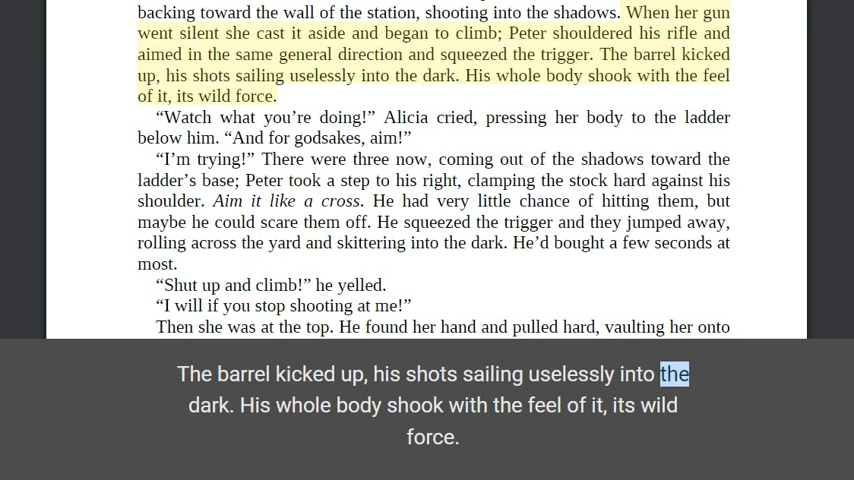 backing toward the wall of the station, shooting into the shadows. When her gun
went silent she cast it aside and began to climb; Peter shouldered his rifle and
aimed in the same general direction and squeezed the trigger. The barrel kicked
up, his shots sailing uselessly into the dark. His whole body shook with the feel
of it, its wild force.
“Watch what you’re doing!” Alicia cried, pressing her body to the ladder
below him. “And for godsakes, aim!”
“I’m trying!” There were three now, coming out of the shadows toward the
ladder’s base; Peter took a step to his right, clamping the stock hard against his
shoulder. Aim it like a cross. He had very little chance of hitting them, but
maybe he could scare them off. He squeezed the trigger and they jumped away,
rolling across the yard and skittering into the dark. He’d bought a few seconds at
most.
“Shut up and climb!” he yelled.
“I will if you stop shooting at me!”
Then she was at the top. He found her hand and pulled hard, vaulting her onto
The barrel kicked up, his shots sailing uselessly into the
dark. His whole body shook with the feel of it, its wild
force.